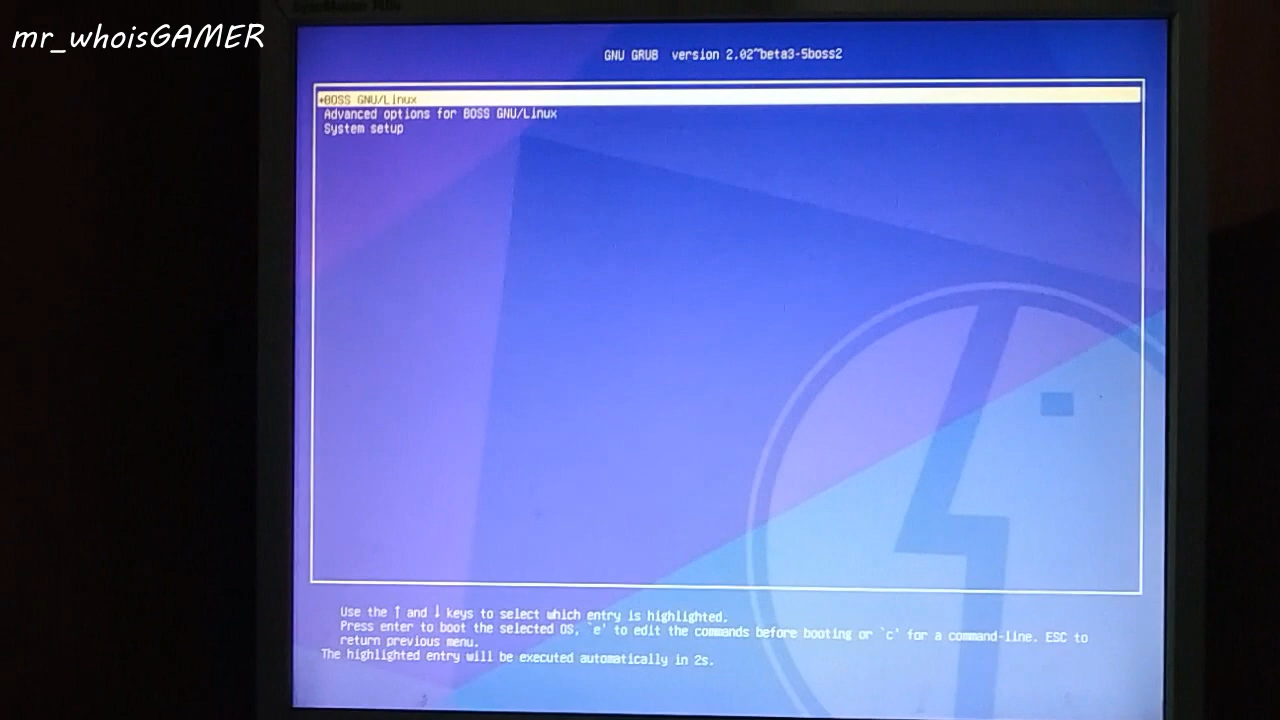 mr_whoisGAMER
GNU GRUB version 2.02~beta3-5boss2
*BOSS GNU/Linux
Advanced options for BOSS GNU/Linux
System setup
Use the ↑ and ↓ keys to select which entry is highlighted.
Press enter to boot the selected OS, `e' to edit the commands before booting or `c' for a command-line. ESC to
return previous menu.
The highlighted entry will be executed automatically in 2s.